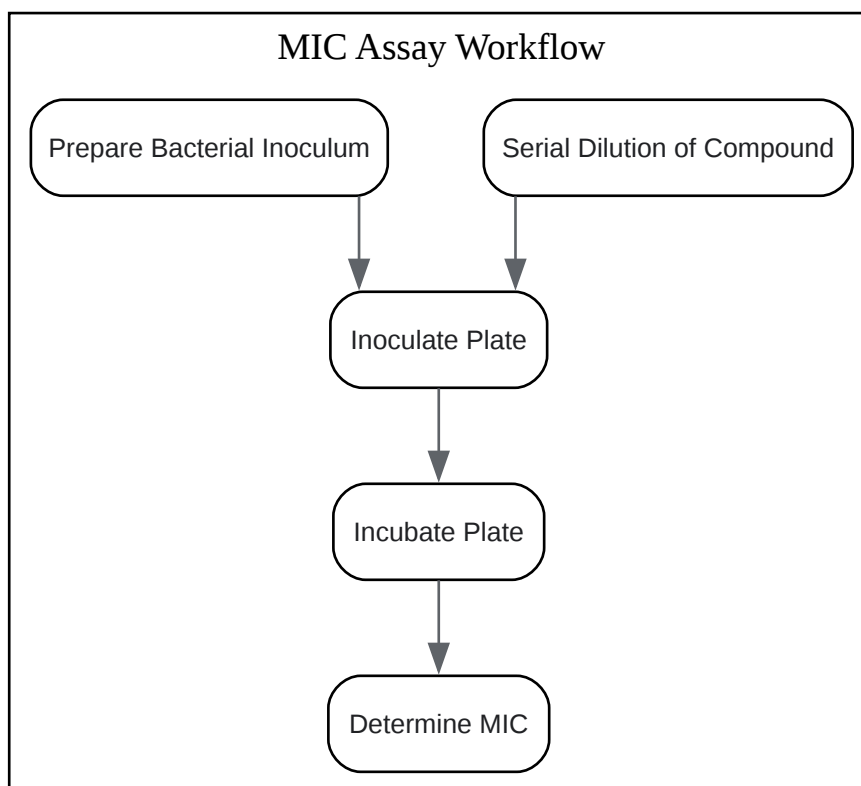 MIC Assay Workflow
Prepare Bacterial Inoculum
Serial Dilution of Compound
Inoculate Plate
Incubate Plate
Determine MIC